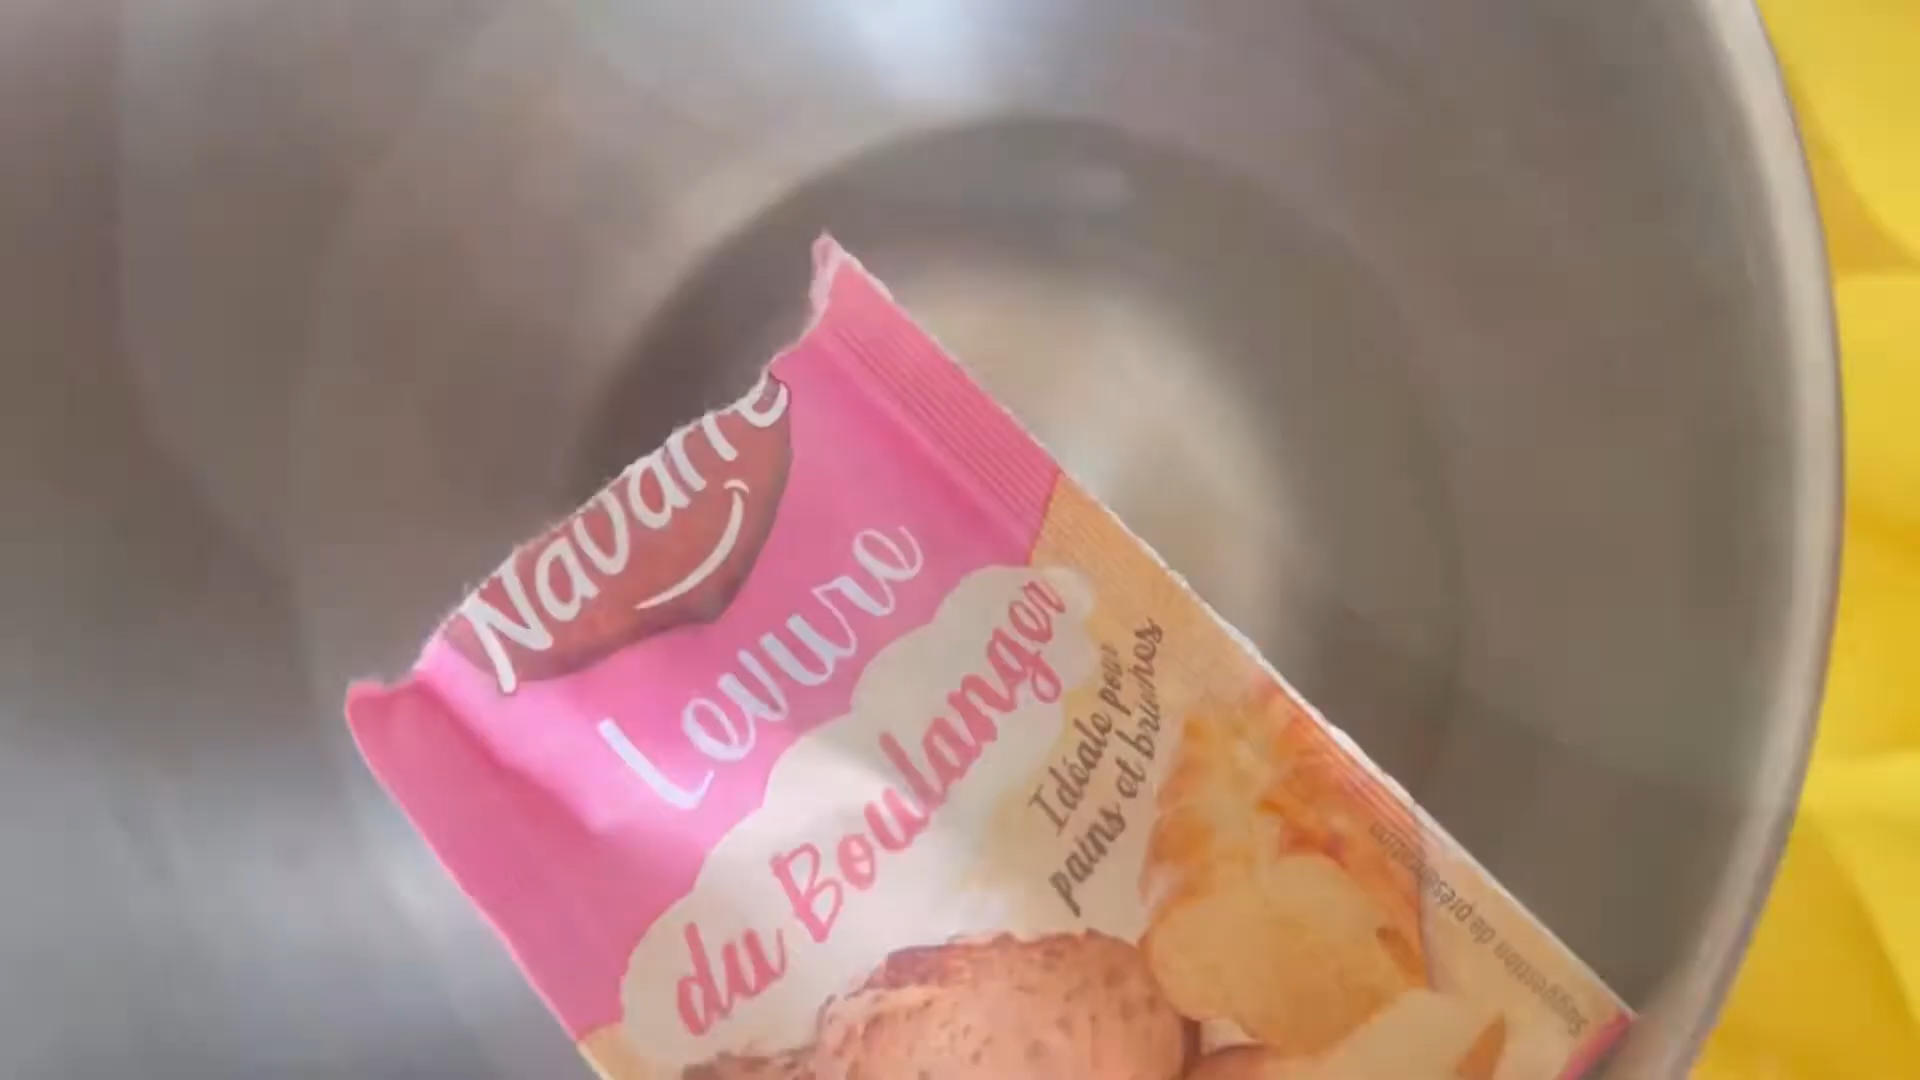 Navarre
Levure
du Boulanger
Idéale pour
pains et brioches
Suggestion de présentation